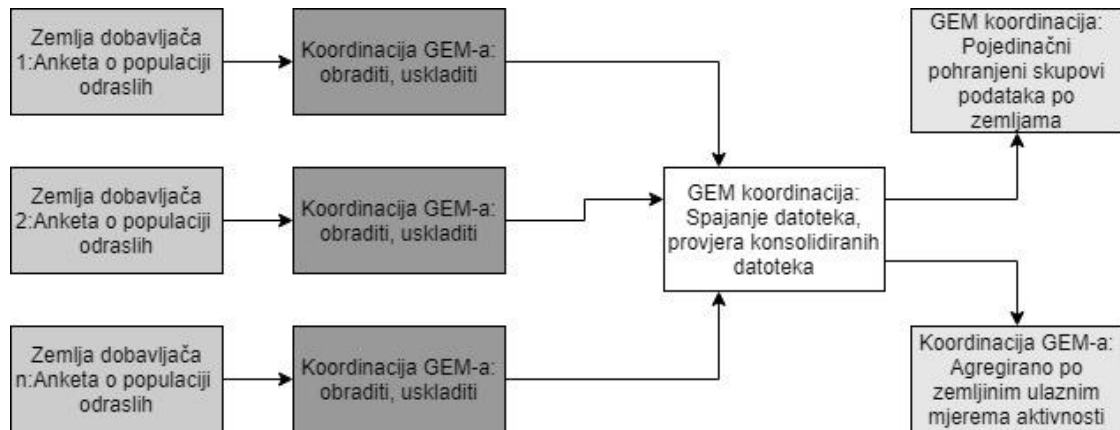 Zemlja dobavljača
1:Anketa o populaciji
odraslih
Koordinacija GEM-a:
obraditi, uskladiti
GEM koordinacija:
Pojedinačni
pohranjeni skupovi
podataka po
zemljama
Zemlja dobavljača
2:Anketa o populaciji
odraslih
Koordinacija GEM-a:
obraditi, uskladiti
GEM koordinacija:
Spajanje datoteka,
provjera konsolidiranih
datoteka
Zemlja dobavljača
n:Anketa o populaciji
odraslih
Koordinacija GEM-a:
obraditi, uskladiti
Koordinacija GEM-a:
Agregirano po
zemljinim ulaznim
mjerema aktivnosti